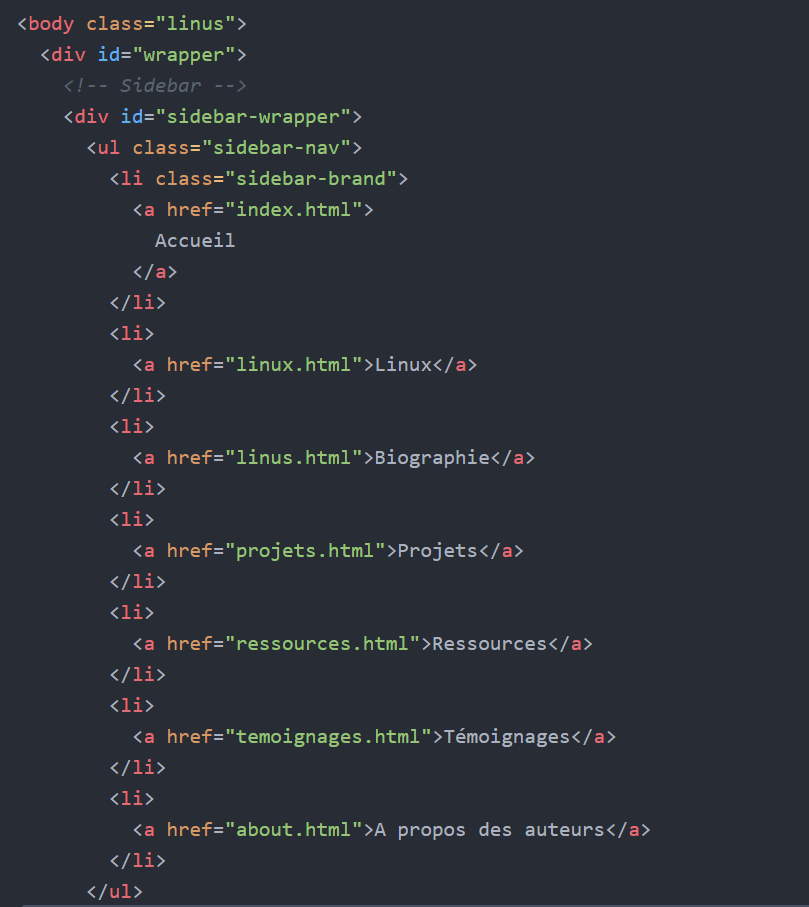 <body class="linus">
<div id="wrapper">
<!-- Sidebar -->
<div id="sidebar-wrapper">
<ul class="sidebar-nav">
<li class="sidebar-brand">
<a href="index.html">
Accueil
</a>
</li>
<li>
<a href="linux.html">Linux</a>
</li>
<li>
<a href="linus.html">Biographie</a>
</li>
<li>
<a href="projets.html">Projets</a>
</li>
<li>
<a href="ressources.html">Ressources</a>
</li>
<li>
<a href="temoignages.html">Témoignages</a>
</li>
<li>
<a href="about.html">A propos des auteurs</a>
</li>
</ul>